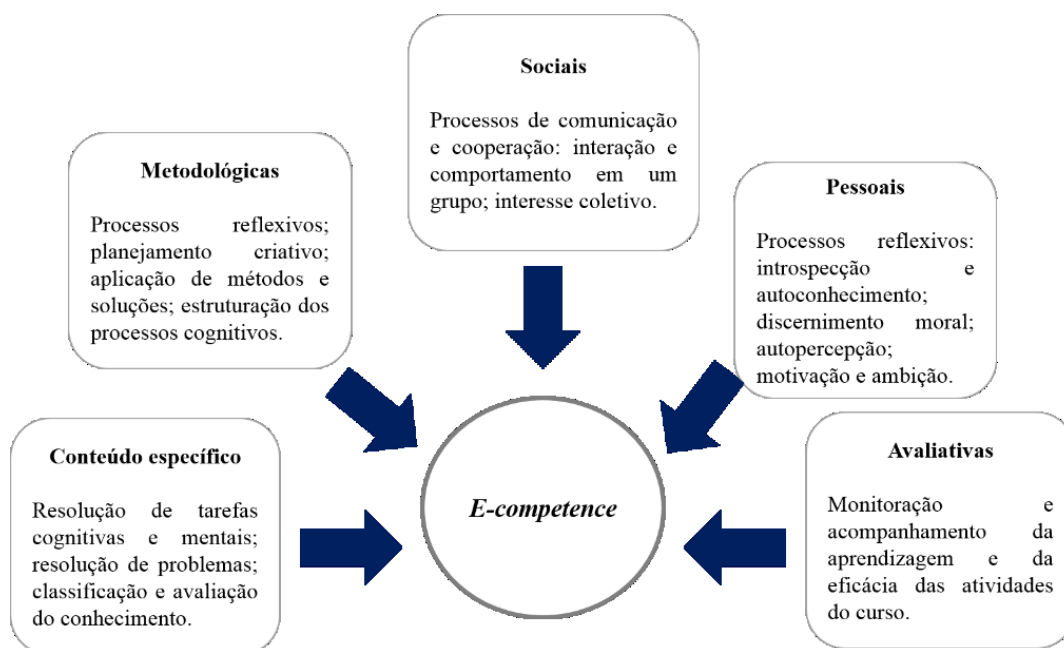 Sociais
Processos de comunicação
e cooperação: interação e
comportamento em um
grupo; interesse coletivo.
Metodológicas
Processos reflexivos;
planejamento criativo;
aplicação de métodos e
soluções; estruturação dos
processos cognitivos.
Pessoais
Processos reflexivos:
introspecção e
autoconhecimento;
discernimento moral;
autopercepção;
motivação e ambição.
Conteúdo específico
Resolução de tarefas
cognitivas e mentais;
resolução de problemas;
classificação e avaliação
do conhecimento.
E-competence
Avaliativas
Monitoração e
acompanhamento da
aprendizagem e da
eficácia das atividades
do curso.